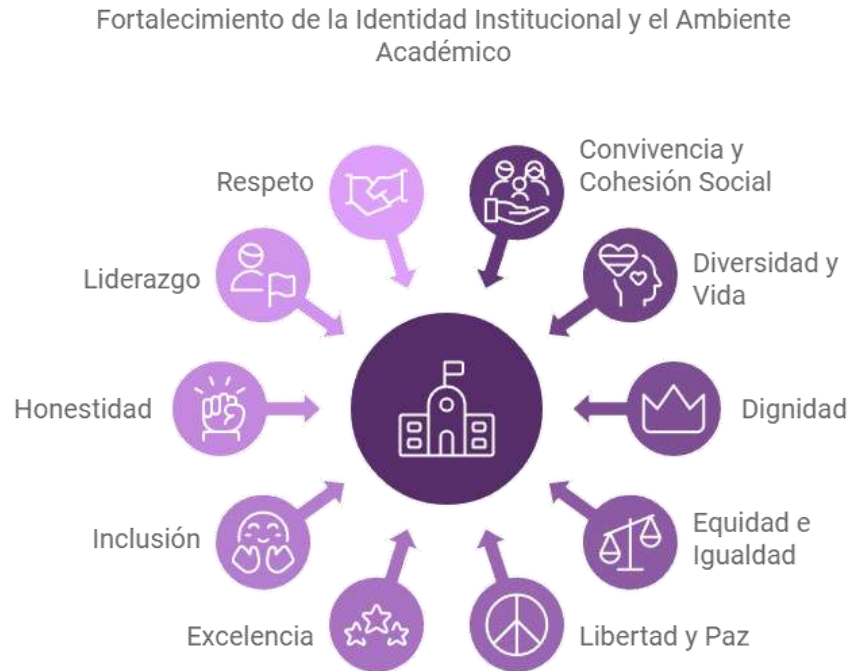 Fortalecimiento de la Identidad Institucional y el Ambiente
Académico
Convivencia y
Cohesión Social
Respeto
Diversidad y
Vida
Liderazgo
Honestidad
Dignidad
Inclusión
Equidad e
Igualdad
Excelencia
Libertad y Paz